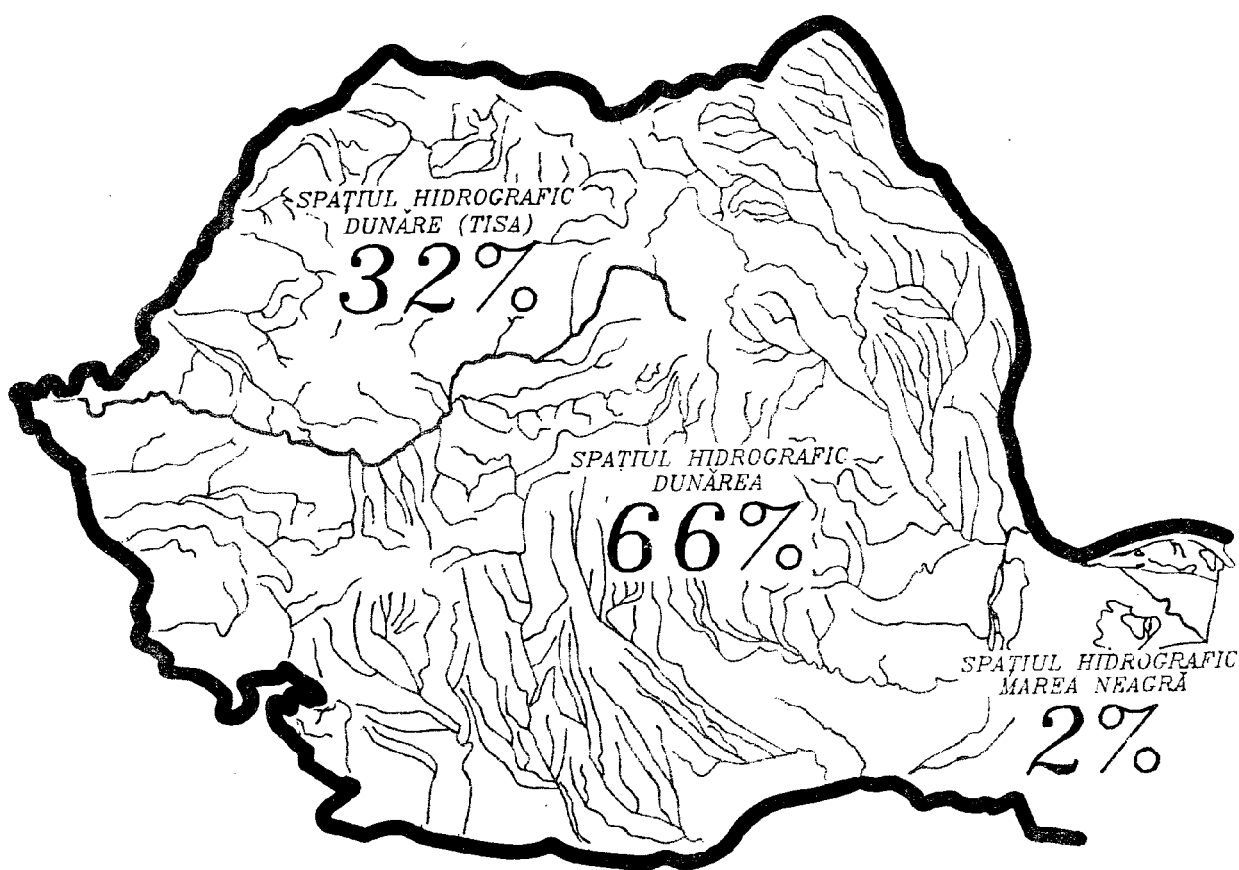 SPAȚIUL HIDROGRAFIC
DUNĂRE (TISA)
32%
SPAȚIUL HIDROGRAFIC
DUNĂREA
66%
SPAȚIUL HIDROGRAFIC
MAREA NEAGRĂ
2%